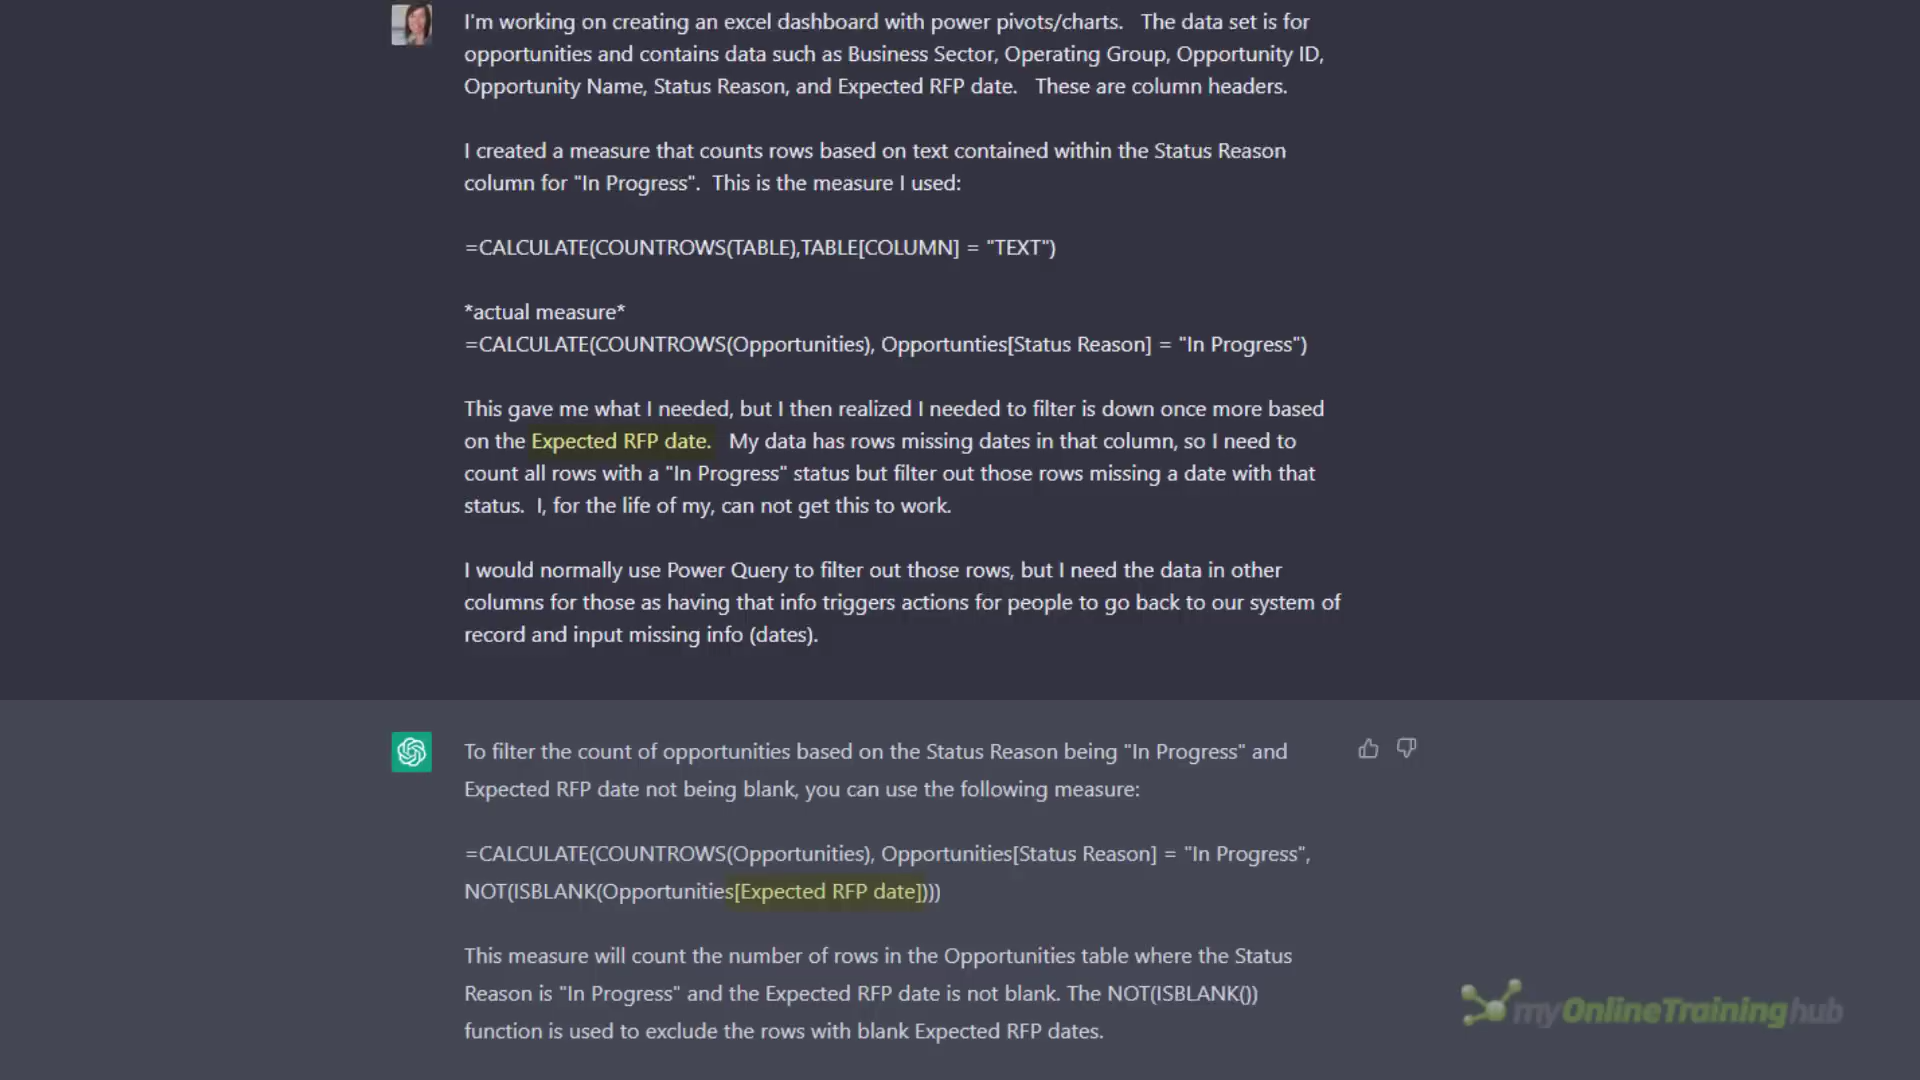 I'm working on creating an excel dashboard with power pivots/charts.   The data set is for
opportunities and contains data such as Business Sector, Operating Group, Opportunity ID,
Opportunity Name, Status Reason, and Expected RFP date.   These are column headers.
I created a measure that counts rows based on text contained within the Status Reason
column for "In Progress".  This is the measure I used:
=CALCULATE(COUNTROWS(TABLE),TABLE[COLUMN] = "TEXT")
*actual measure*
=CALCULATE(COUNTROWS(Opportunities), Opportunties[Status Reason] = "In Progress")
This gave me what I needed, but I then realized I needed to filter is down once more based
on the Expected RFP date.   My data has rows missing dates in that column, so I need to
count all rows with a "In Progress" status but filter out those rows missing a date with that
status.  I, for the life of my, can not get this to work.
I would normally use Power Query to filter out those rows, but I need the data in other
columns for those as having that info triggers actions for people to go back to our system of
record and input missing info (dates).
To filter the count of opportunities based on the Status Reason being "In Progress" and
Expected RFP date not being blank, you can use the following measure:
=CALCULATE(COUNTROWS(Opportunities), Opportunities[Status Reason] = "In Progress",
NOT(ISBLANK(Opportunities[Expected RFP date])))
This measure will count the number of rows in the Opportunities table where the Status
Reason is "In Progress" and the Expected RFP date is not blank. The NOT(ISBLANK())
function is used to exclude the rows with blank Expected RFP dates.
myOnlineTraininghub